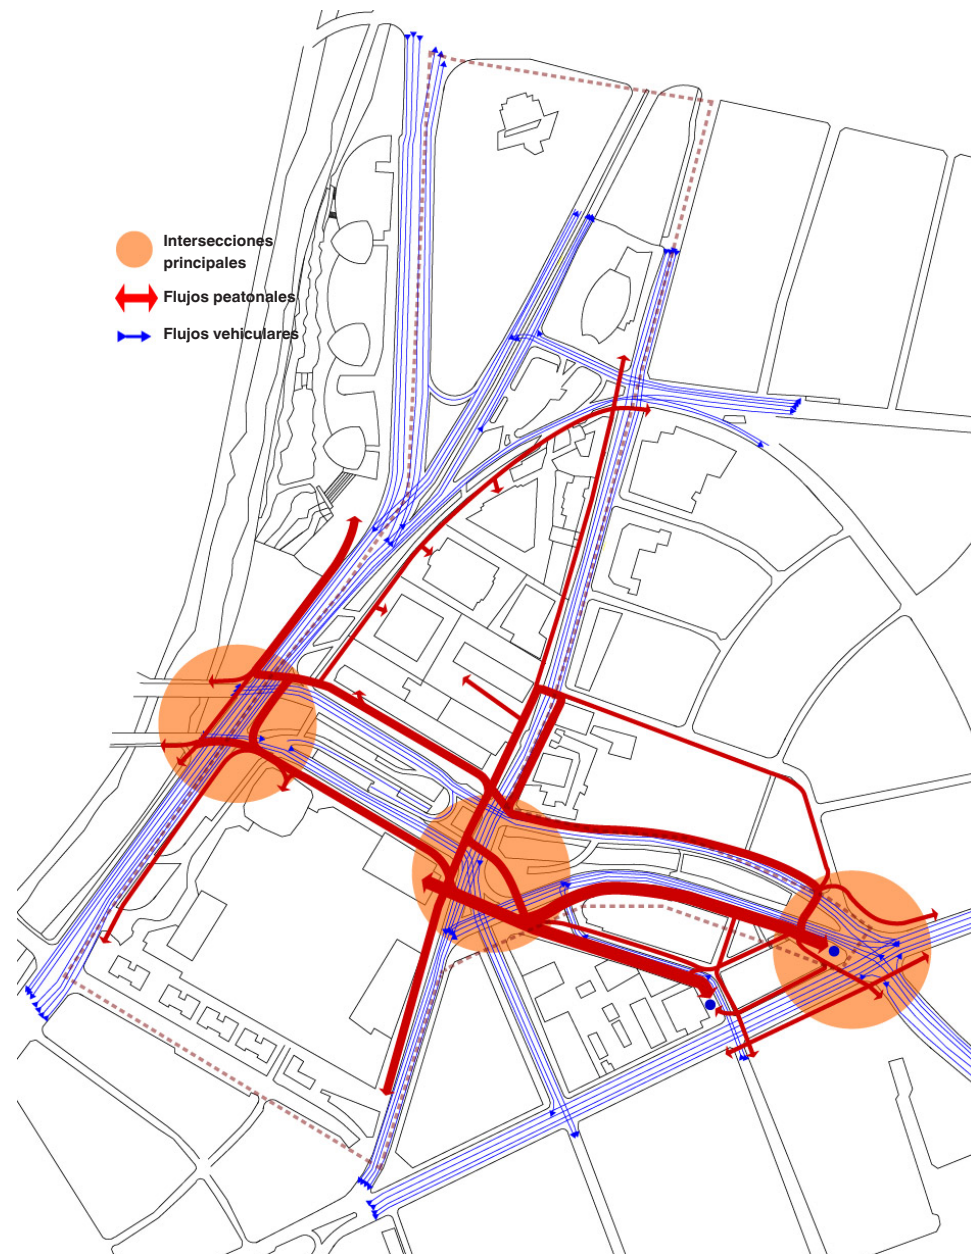 Intersecciones
principales
Flujos peatonales
Flujos vehiculares